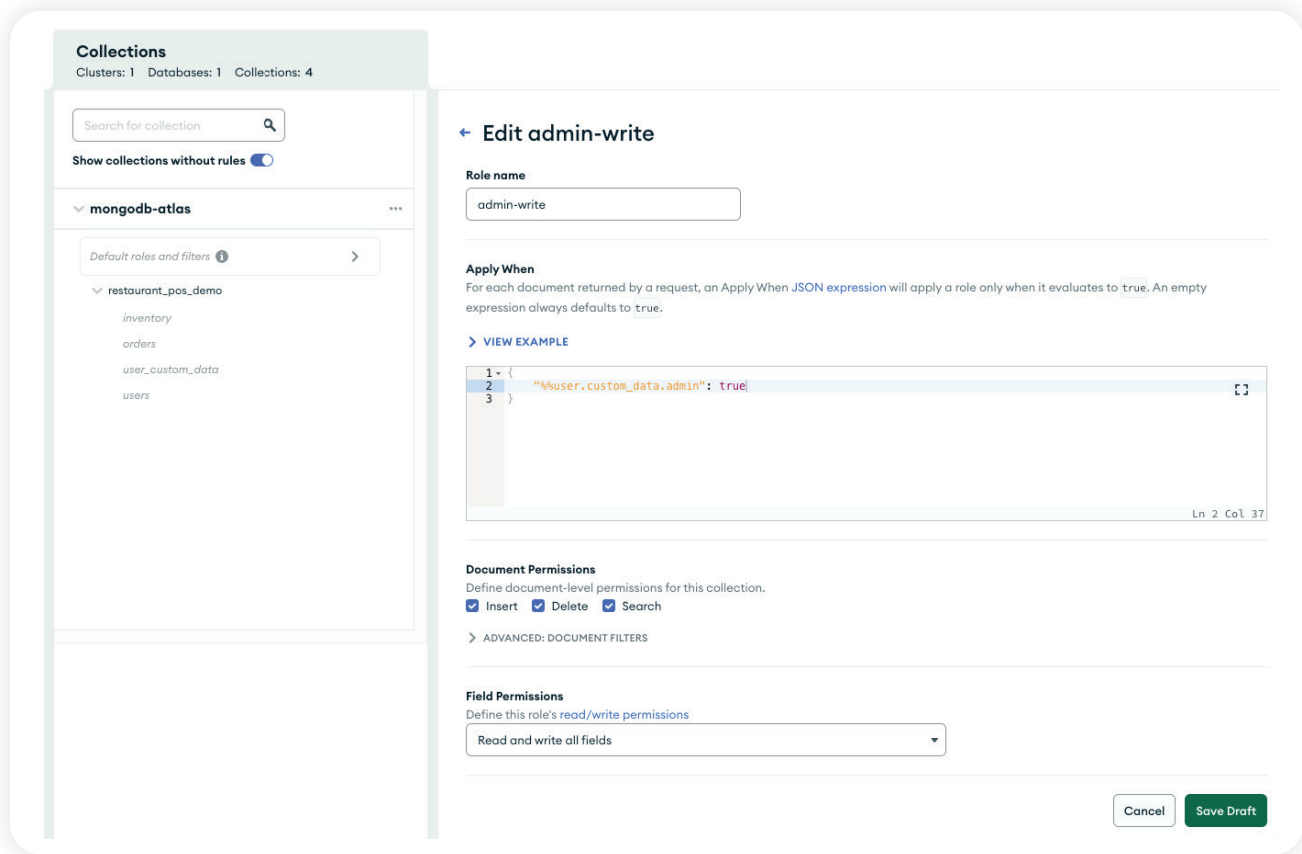 Collections
Clusters: 1 Databases: 1 Collections: 4
Search for collection
Show collections without rules
mongodb-atlas
Default roles and filters
restaurant_pos_demo
inventory
orders
user_custom_data
users
Edit admin-write
Role name
admin-write
Apply When
For each document returned by a request, an Apply When JSON expression will apply a role only when it evaluates to true. An empty
expression always defaults to true.
VIEW EXAMPLE
1 {
2 "%%user.custom_data.admin": true
3 }
Ln 2 Col 37
Document Permissions
Define document-level permissions for this collection.
Insert Delete Search
ADVANCED: DOCUMENT FILTERS
Field Permissions
Define this role's read/write permissions
Read and write all fields
Cancel Save Draft